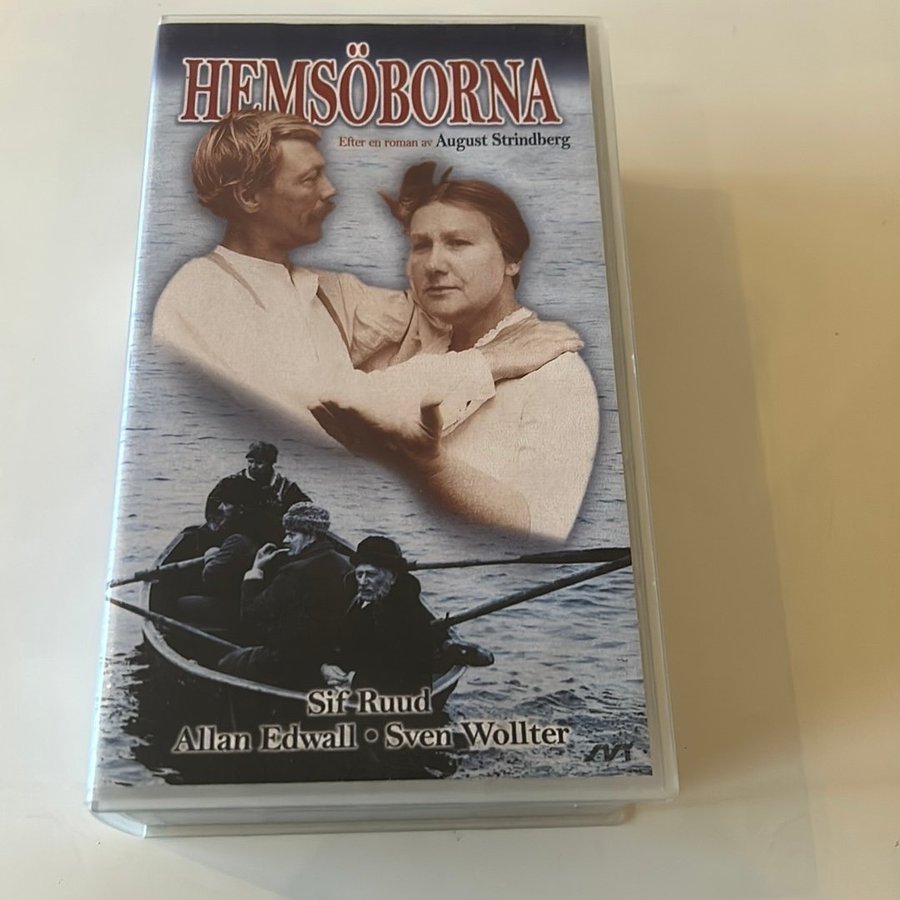 HEMSÖBORNA
Efter en roman av August Strindberg
Sif Ruud
Allan Edwall • Sven Wollter